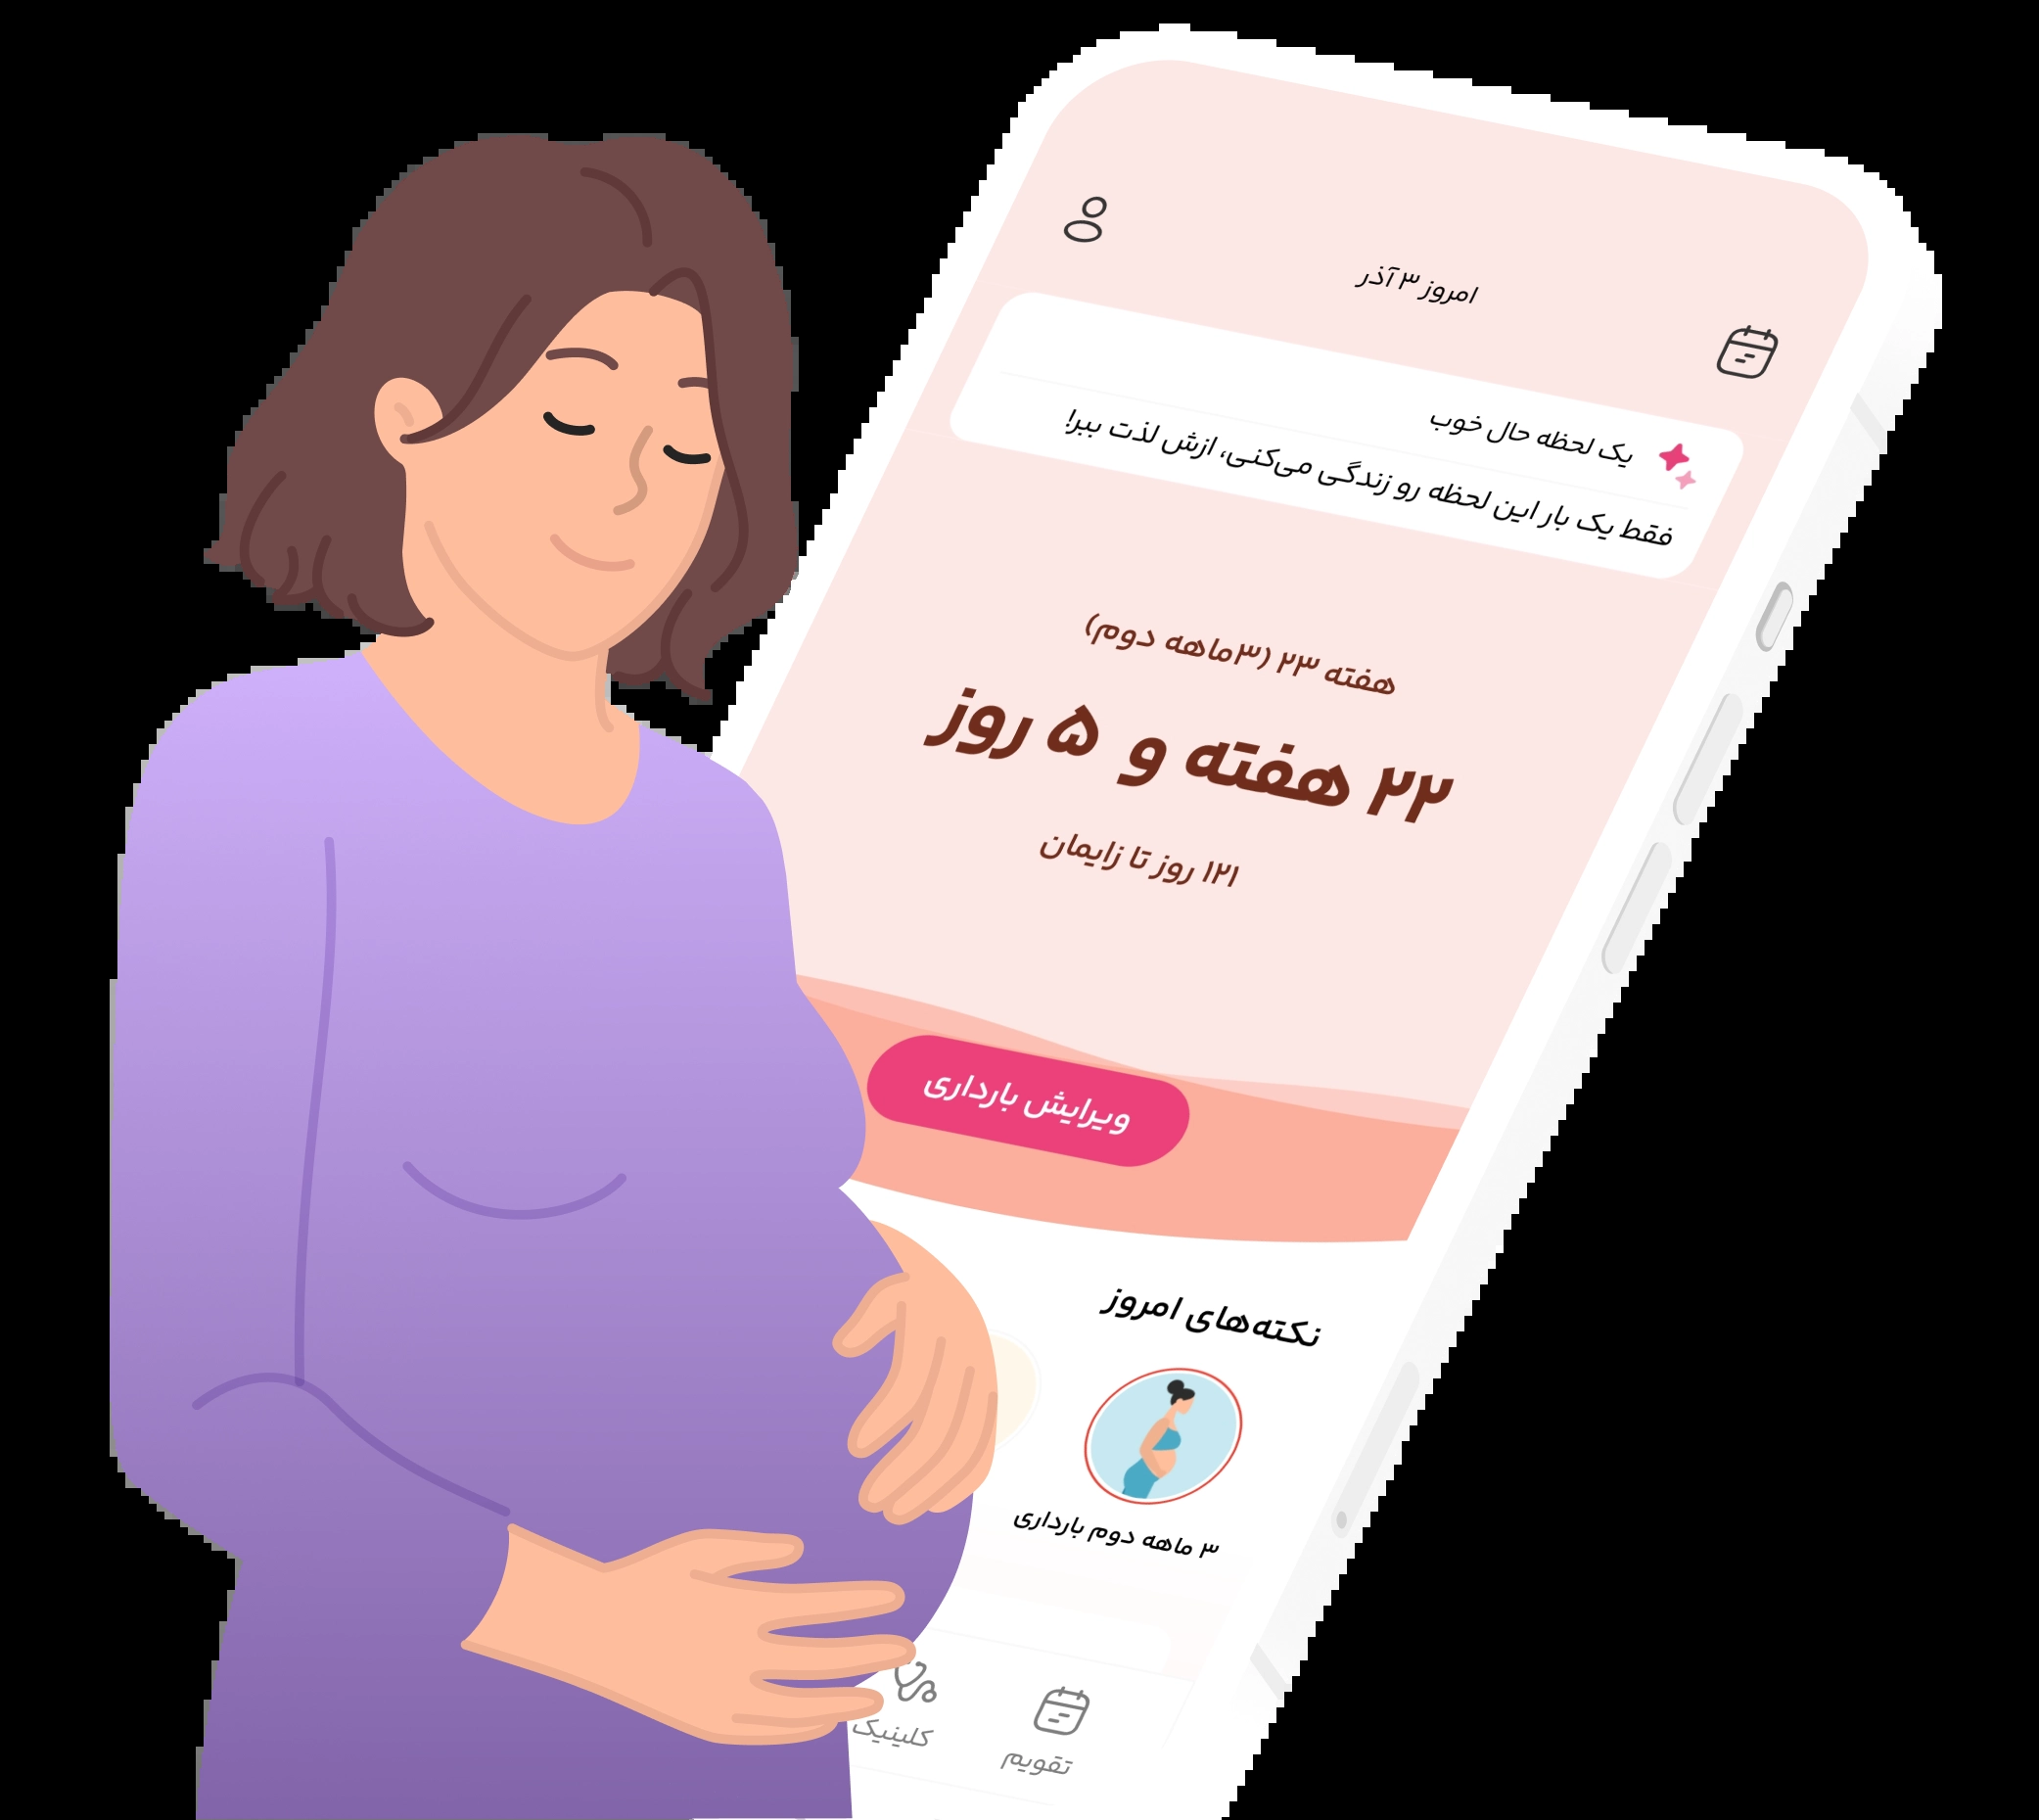 امروز ۳ آذر
یک لحظه حال خوب
فقط یک بار این لحظه رو زندگی می‌کنی، ازش لذت ببر!
هفته ۲۳ (۳ماهه دوم)
۲۲ هفته و ۵ روز
۱۲۱ روز تا زایمان
ویرایش بارداری
نکته‌های امروز
۳ ماهه دوم بارداری
تقویم
کلینیک